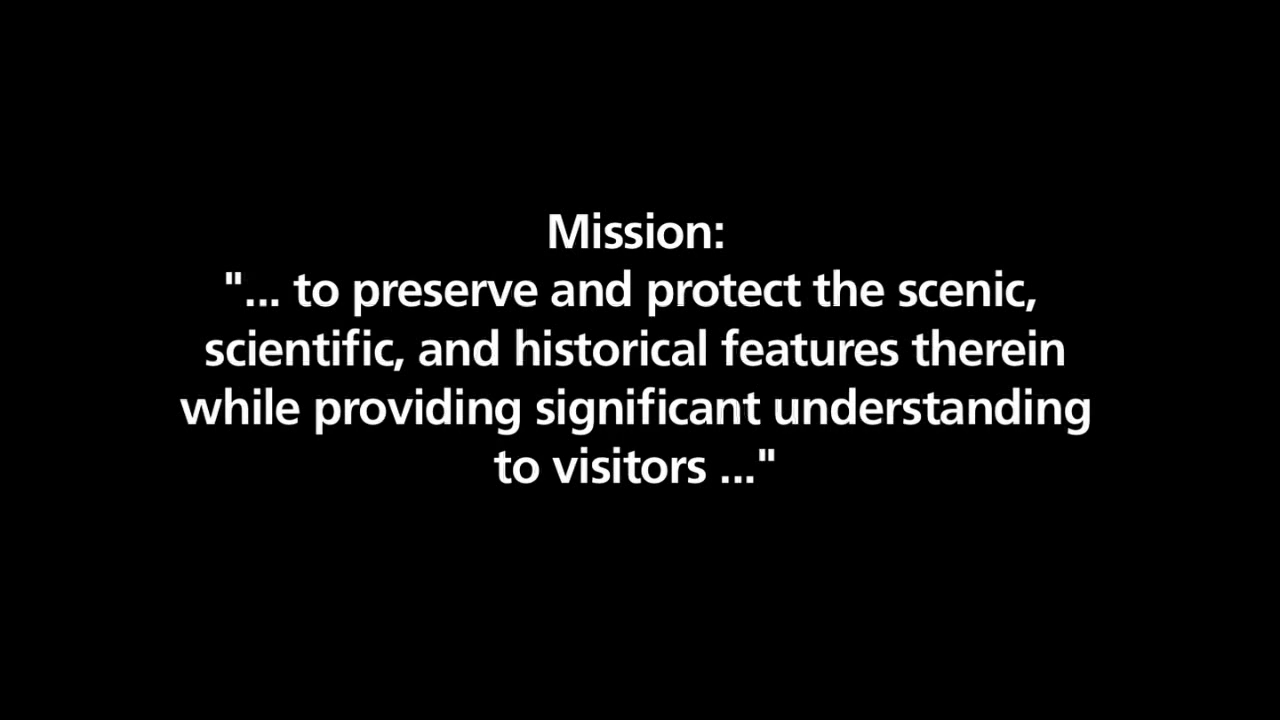 Mission:
"... to preserve and protect the scenic,
scientific, and historical features therein
while providing significant understanding
to visitors ..."